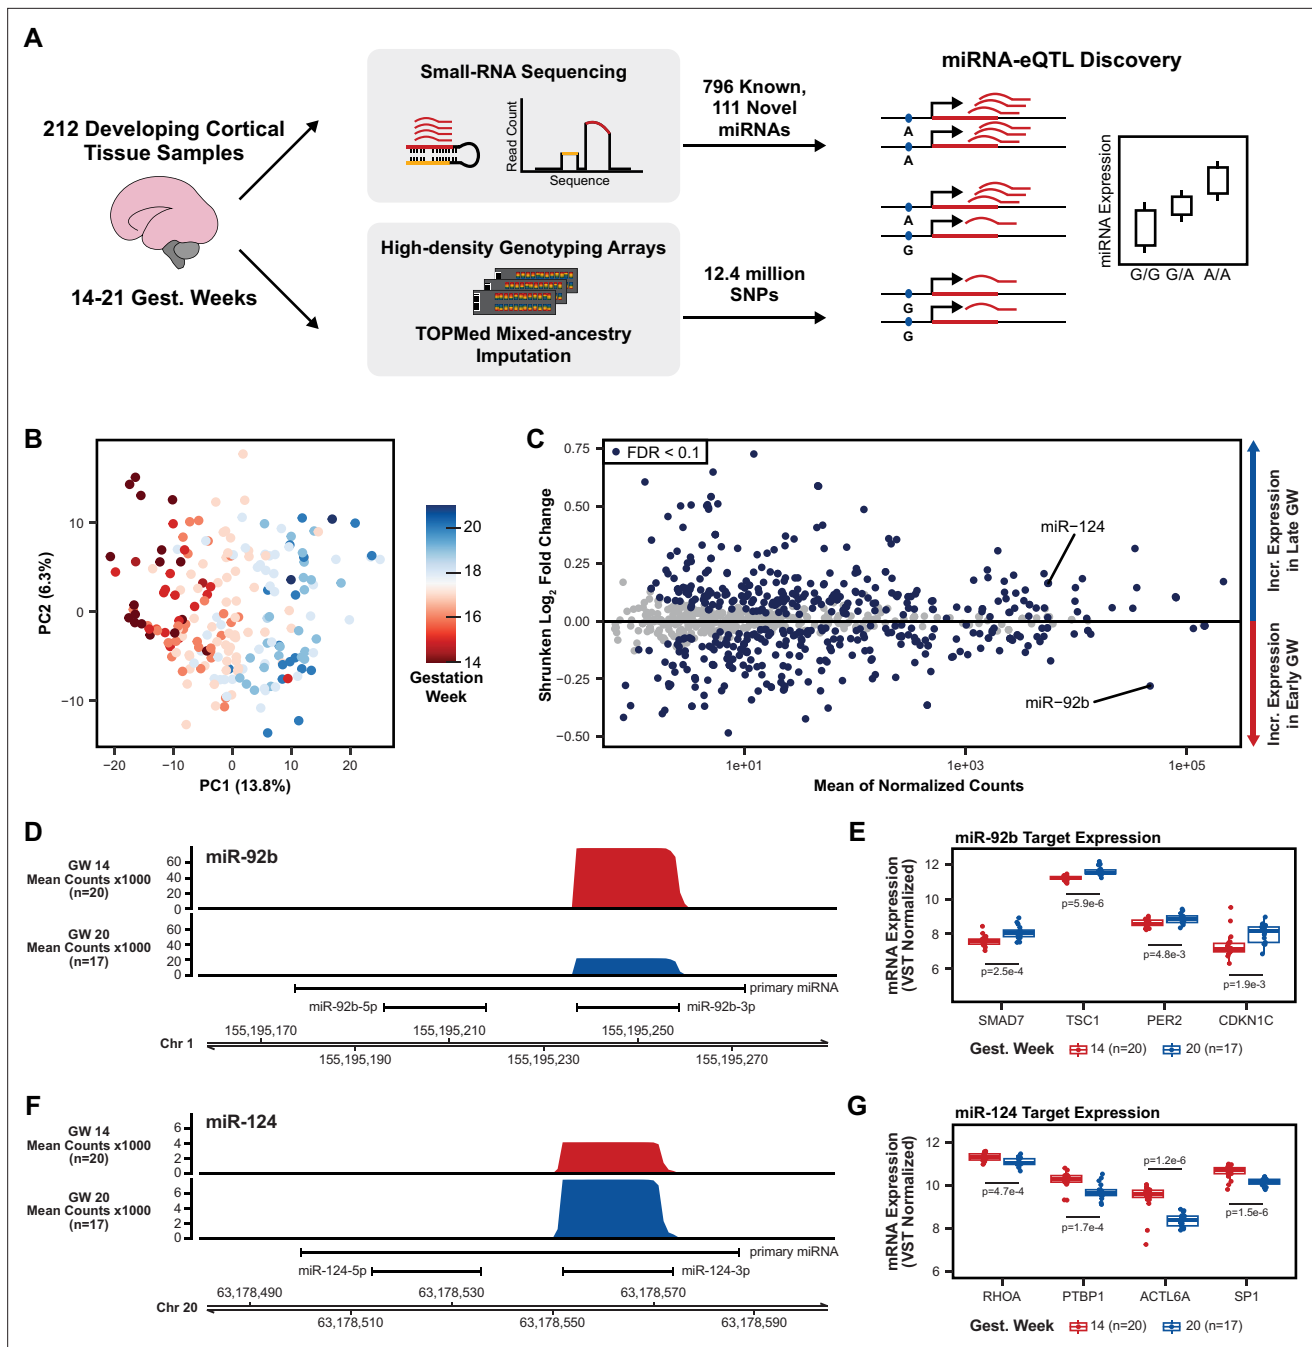 A
212 Developing Cortical
Tissue Samples
14-21 Gest. Weeks
Small-RNA Sequencing
Read Count
Sequence
High-density Genotyping Arrays
TOPMed Mixed-ancestry
Imputation
796 Known,
111 Novel
miRNAs
12.4 million
SNPs
miRNA-eQTL Discovery
A
A
A
G
G
G
miRNA Expression
G/G G/A A/A
B
PC2 (6.3%)
10
0
−10
−20 −10 0 10 20
PC1 (13.8%)
20
18
16
14
Gestation
Week
C
FDR < 0.1
Shrunken Log2 Fold Change
0.75
0.50
0.25
0.00
−0.25
−0.50
miR−124
miR−92b
1e+01 1e+03 1e+05
Mean of Normalized Counts
Incr. Expression
in Late GW
Incr. Expression
in Early GW
D
miR-92b
GW 14
Mean Counts x1000
(n=20)
60
40
20
0
GW 20
Mean Counts x1000
(n=17)
60
40
20
0
primary miRNA
miR-92b-5p
miR-92b-3p
Chr 1
155,195,170 155,195,210 155,195,250
155,195,190 155,195,230 155,195,270
E
miR-92b Target Expression
mRNA Expression
(VST Normalized)
12
10
8
6
p=2.5e-4
p=5.9e-6
p=4.8e-3
p=1.9e-3
SMAD7 TSC1 PER2 CDKN1C
Gest. Week 14 (n=20) 20 (n=17)
F
miR-124
GW 14
Mean Counts x1000
(n=20)
6
4
2
0
GW 20
Mean Counts x1000
(n=17)
6
4
2
0
primary miRNA
miR-124-5p
miR-124-3p
Chr 20
63,178,490 63,178,530 63,178,570
63,178,510 63,178,550 63,178,590
G
miR-124 Target Expression
mRNA Expression
(VST Normalized)
12
10
8
6
p=4.7e-4
p=1.7e-4
p=1.2e-6
p=1.5e-6
RHOA PTBP1 ACTL6A SP1
Gest. Week 14 (n=20) 20 (n=17)